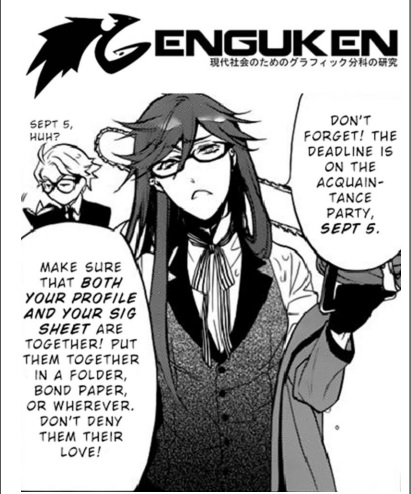 GENGUKEN
現代社会のためのグラフィック分科の研究
SEPT 5,
HUH?
DON'T
FORGET! THE
DEADLINE IS
ON THE
ACQUAIN-
TANCE
PARTY,
SEPT 5.
MAKE SURE
THAT BOTH
YOUR PROFILE
AND YOUR SIG
SHEET ARE
TOGETHER! PUT
THEM TOGETHER
IN A FOLDER,
BOND PAPER,
OR WHEREVER.
DON'T DENY
THEM THEIR
LOVE!